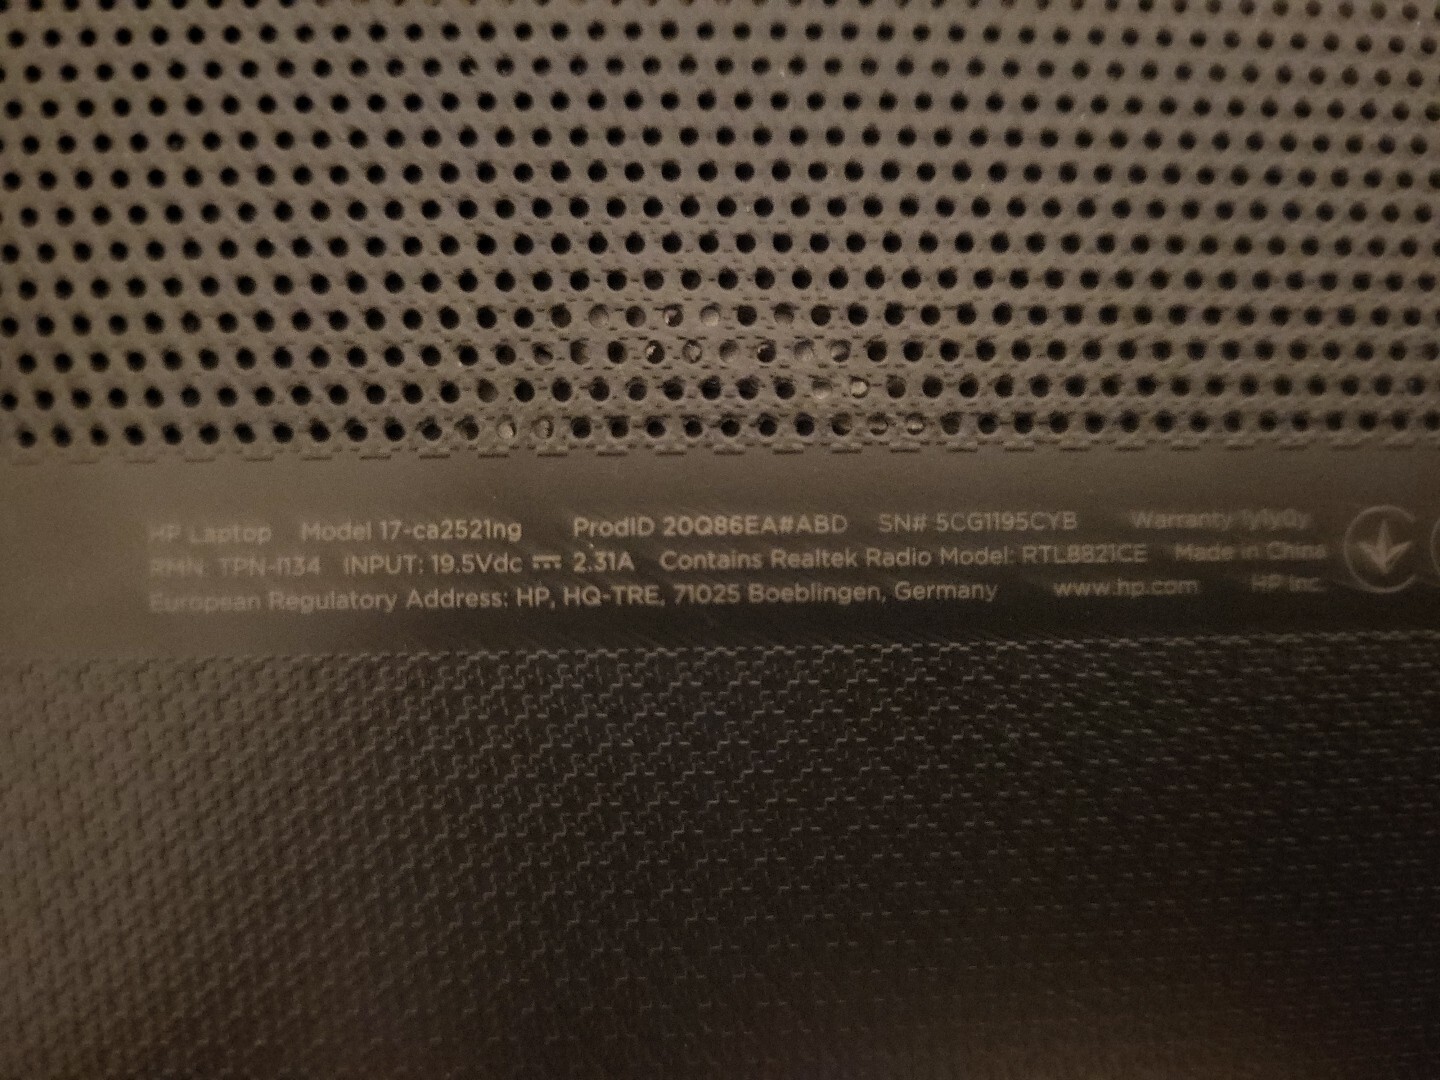 HP Laptop Model 17-ca2521ng ProdID 20Q86EA#ABD SN# 5CG1195CYB Warranty 1y1y0y
RMN TPN-I134 INPUT: 19.5Vdc ⎓ 2.31A Contains Realtek Radio Model: RTL8821CE Made in China
European Regulatory Address: HP, HQ-TRE, 71025 Boeblingen, Germany www.hp.com HP Inc.